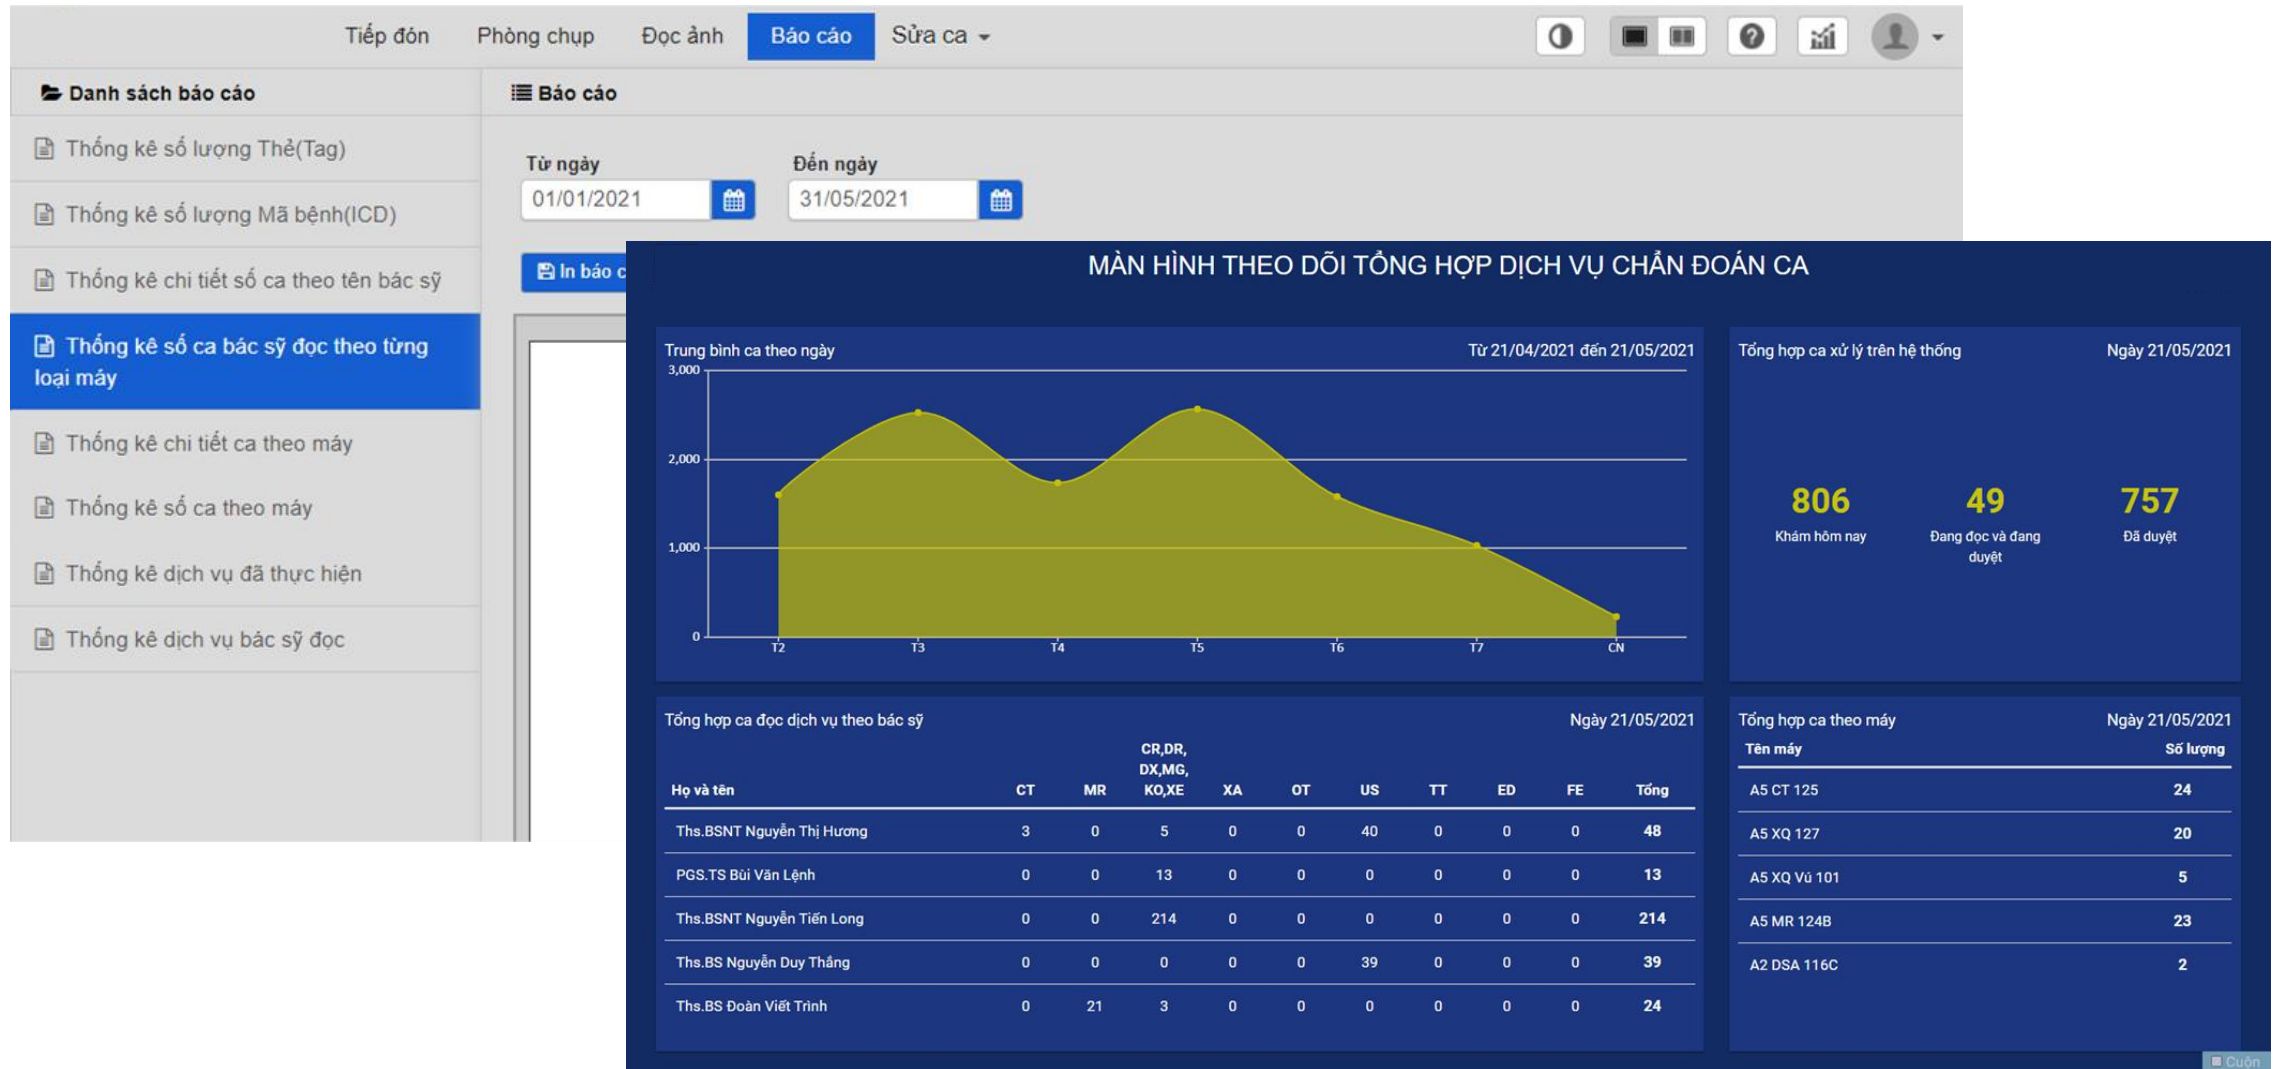 Tiếp đón Phòng chụp Đọc ảnh Báo cáo Sửa ca
Danh sách báo cáo
Thống kê số lượng Thẻ(Tag)
Thống kê số lượng Mã bệnh(ICD)
Thống kê chi tiết số ca theo tên bác sỹ
Thống kê số ca bác sỹ đọc theo từng
loại máy
Thống kê chi tiết ca theo máy
Thống kê số ca theo máy
Thống kê dịch vụ đã thực hiện
Thống kê dịch vụ bác sỹ đọc
Báo cáo
Từ ngày Đến ngày
01/01/2021 31/05/2021
In báo c
MÀN HÌNH THEO DÕI TỔNG HỢP DỊCH VỤ CHẨN ĐOÁN CA
Trung bình ca theo ngày Từ 21/04/2021 đến 21/05/2021
3,000
2,000
1,000
0
T2 T3 T4 T5 T6 T7 CN
Tổng hợp ca xử lý trên hệ thống Ngày 21/05/2021
806 49 757
Khám hôm nay Đang đọc và đang Đã duyệt
duyệt
Tổng hợp ca đọc dịch vụ theo bác sỹ Ngày 21/05/2021
CR,DR,
DX,MG,
Họ và tên CT MR KO,XE XA OT US TT ED FE Tổng
Ths.BSNT Nguyễn Thị Hương 3 0 5 0 0 40 0 0 0 48
PGS.TS Bùi Văn Lệnh 0 0 13 0 0 0 0 0 0 13
Ths.BSNT Nguyễn Tiến Long 0 0 214 0 0 0 0 0 0 214
Ths.BS Nguyễn Duy Thắng 0 0 0 0 0 39 0 0 0 39
Ths.BS Đoàn Viết Trình 0 21 3 0 0 0 0 0 0 24
Tổng hợp ca theo máy Ngày 21/05/2021
Tên máy Số lượng
A5 CT 125 24
A5 XQ 127 20
A5 XQ Vú 101 5
A5 MR 124B 23
A2 DSA 116C 2
Cuộn